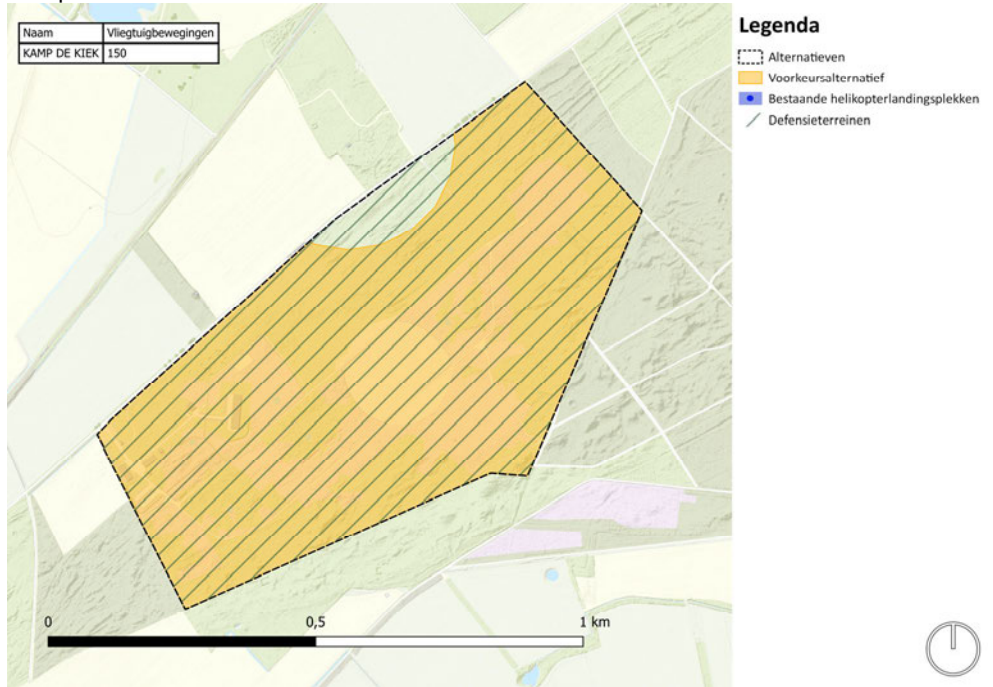 Naam Vliegtuigbewegingen
KAMP DE KIEK 150
Legenda
Alternatieven
Voorkeursalternatief
Bestaande helikopterlandingsplekken
Defensieterreinen
0 0,5 1 km